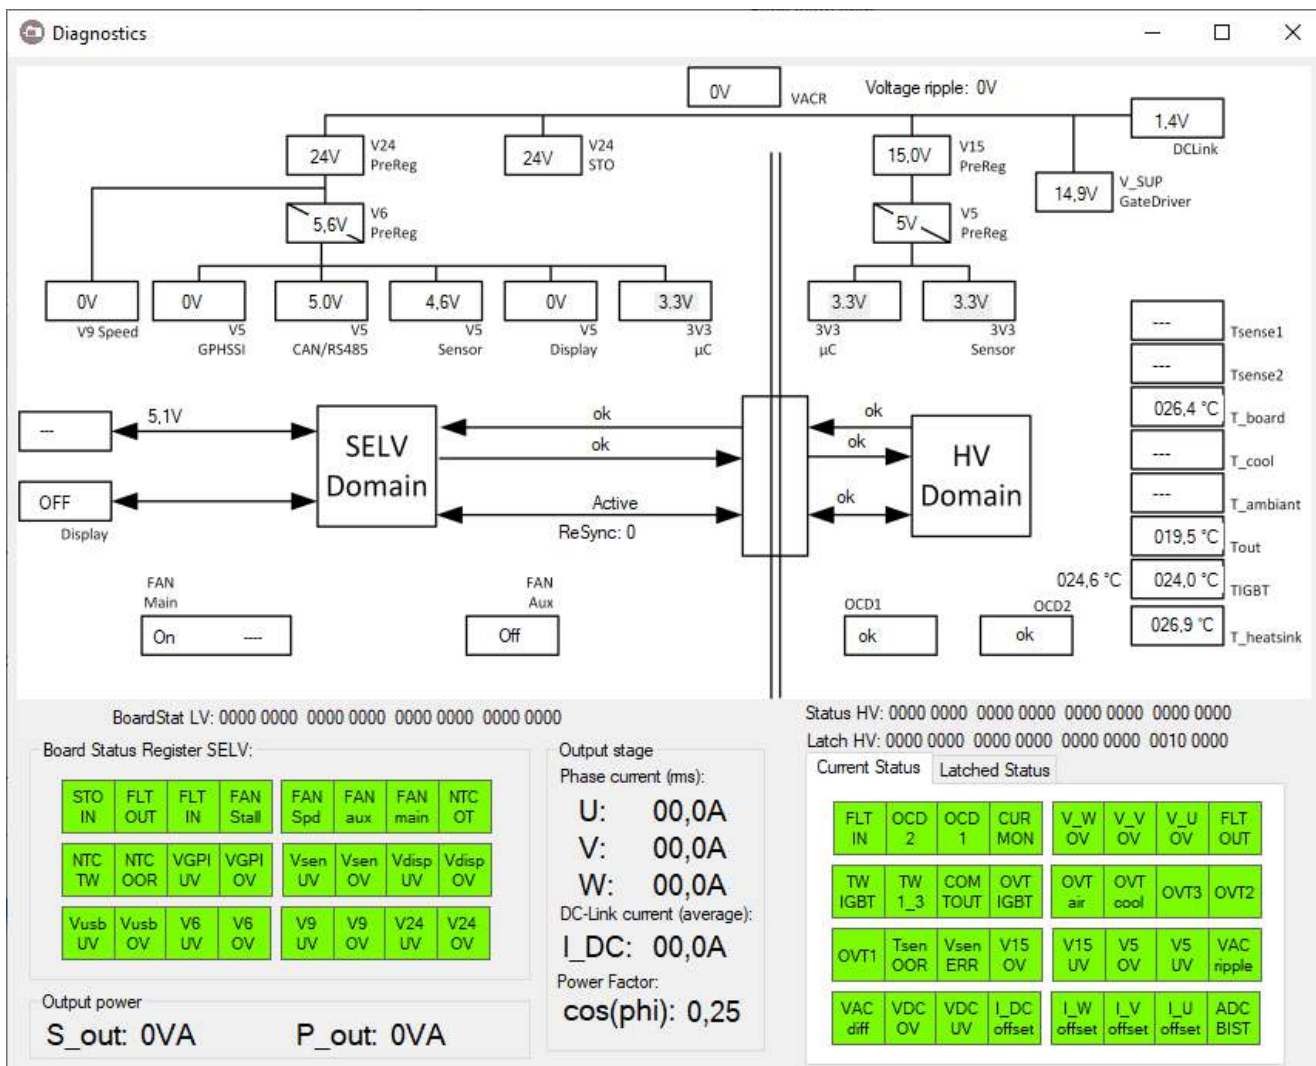 Diagnostics
0V
VACR
Voltage ripple: 0V
24V
V24
PreReg
24V
V24
STO
15,0V
V15
PreReg
1,4V
DCLink
14,9V
V_SUP
GateDriver
5,6V
V6
PreReg
5V
V5
PreReg
0V
V9 Speed
0V
V5
GPHSSI
5.0V
V5
CAN/RS485
4,6V
V5
Sensor
0V
V5
Display
3.3V
3V3
µC
3.3V
3V3
µC
3.3V
3V3
Sensor
---
Tsense1
---
Tsense2
026,4 °C
T_board
---
T_cool
---
T_ambiant
019,5 °C
Tout
024,6 °C
024,0 °C
TIGBT
026,9 °C
T_heatsink
---
5,1V
SELV
Domain
ok
ok
Active
ReSync: 0
ok
ok
ok
HV
Domain
OFF
Display
FAN
Main
On ----
FAN
Aux
Off
OCD1
ok
OCD2
ok
BoardStat LV: 0000 0000 0000 0000 0000 0000 0000 0000
Status HV: 0000 0000 0000 0000 0000 0000 0000 0000
Latch HV: 0000 0000 0000 0000 0000 0000 0010 0000
Board Status Register SELV:
STO IN
FLT OUT
FLT IN
FAN Stall
FAN Spd
FAN aux
FAN main
NTC OT
NTC TW
NTC OOR
VGPI UV
VGPI OV
Vsen UV
Vsen OV
Vdisp UV
Vdisp OV
Vusb UV
Vusb OV
V6 UV
V6 OV
V9 UV
V9 OV
V24 UV
V24 OV
Output power
S_out: 0VA P_out: 0VA
Output stage
Phase current (rms):
U: 00,0A
V: 00,0A
W: 00,0A
DC-Link current (average):
I_DC: 00,0A
Power Factor:
cos(phi): 0,25
Current Status
Latched Status
FLT IN
OCD 2
OCD 1
CUR MON
V_W OV
V_V OV
V_U OV
FLT OUT
TW IGBT
TW 1_3
COM TOUT
OVT IGBT
OVT air
OVT cool
OVT3
OVT2
OVT1
Tsen OOR
Vsen ERR
V15 OV
V15 UV
V5 OV
V5 UV
VAC ripple
VAC diff
VDC OV
VDC UV
I_DC offset
I_W offset
I_V offset
I_U offset
ADC BIST